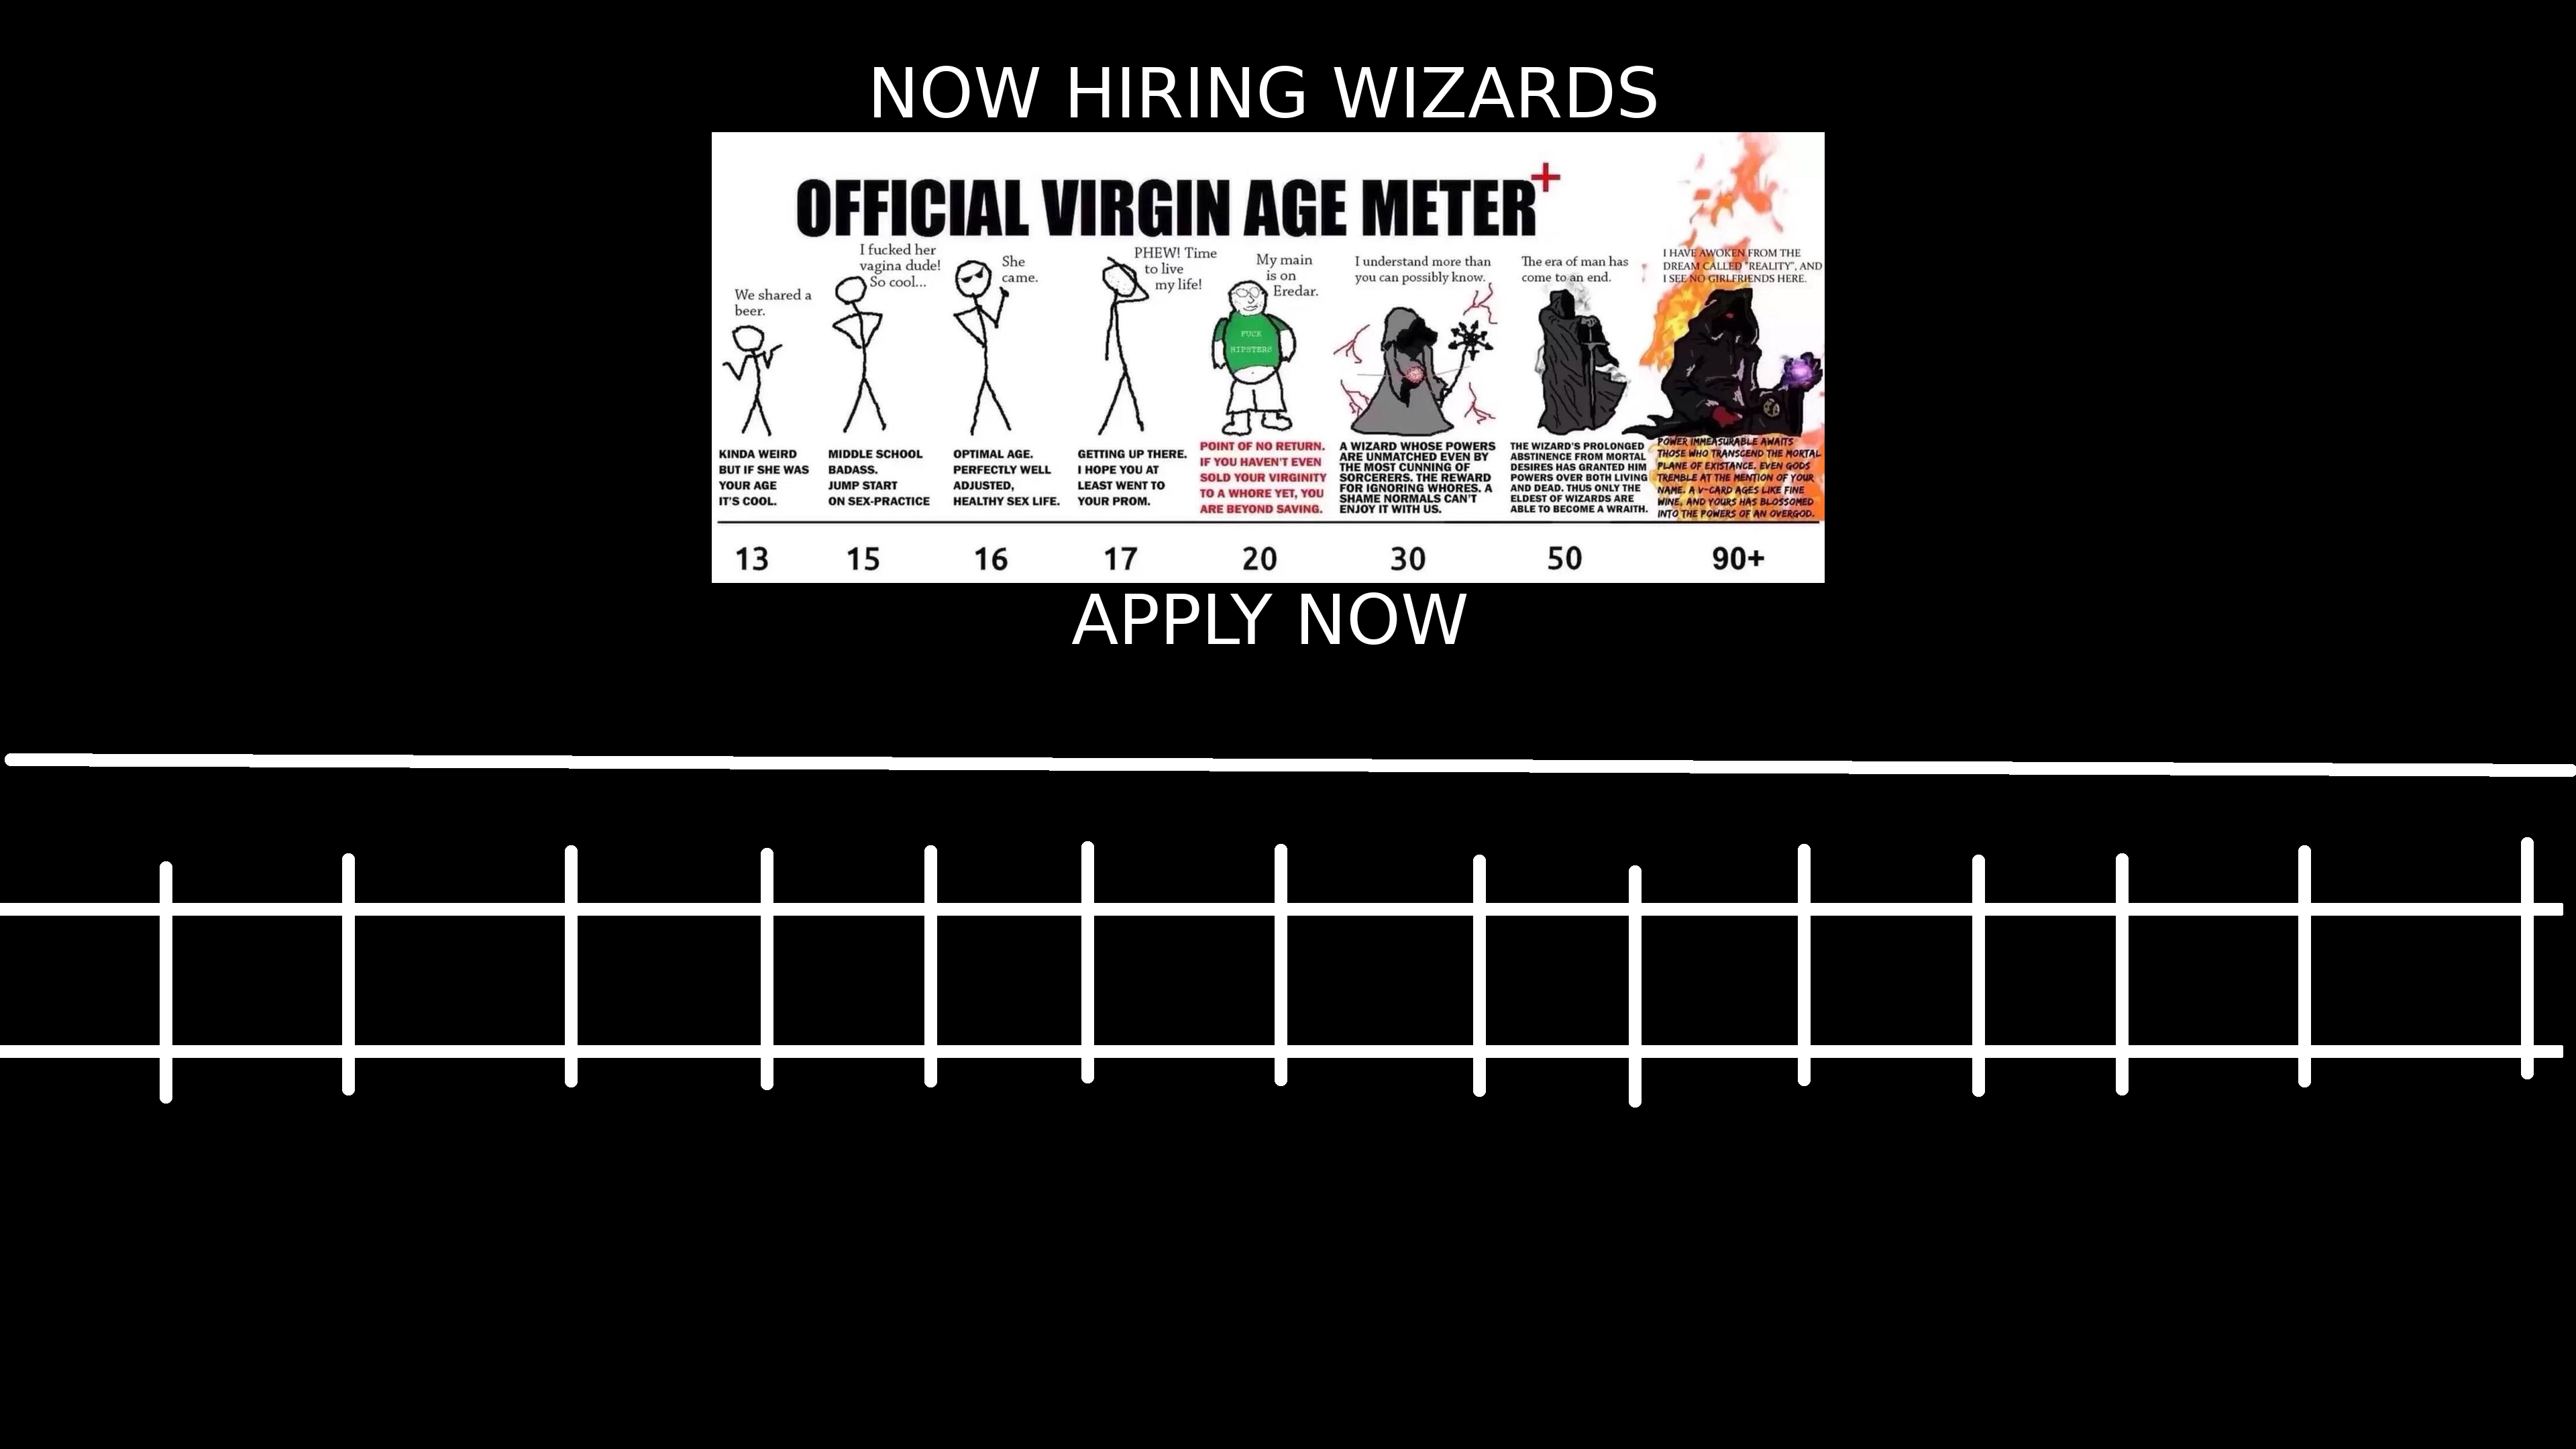 NOW HIRING WIZARDS
OFFICIAL VIRGIN AGE METER+
We shared a
beer.
I fucked her
vagina dude!
So cool...
She
came.
PHEW! Time
to live
my life!
My main
is on
Eredar.
I understand more than
you can possibly know.
The era of man has
come to an end.
I HAVE AWOKEN FROM THE
DREAM CALLED "REALITY", AND
I SEE NO GIRLFRIENDS HERE.
FUCK
HIPSTERS
KINDA WEIRD
BUT IF SHE WAS
YOUR AGE
IT'S COOL.
MIDDLE SCHOOL
BADASS.
JUMP START
ON SEX-PRACTICE
OPTIMAL AGE.
PERFECTLY WELL
ADJUSTED,
HEALTHY SEX LIFE.
GETTING UP THERE.
I HOPE YOU AT
LEAST WENT TO
YOUR PROM.
POINT OF NO RETURN.
IF YOU HAVEN'T EVEN
SOLD YOUR VIRGINITY
TO A WHORE YET, YOU
ARE BEYOND SAVING.
A WIZARD WHOSE POWERS
ARE UNMATCHED EVEN BY
THE MOST CUNNING OF
SORCERERS. THE REWARD
FOR IGNORING WHORES. A
SHAME NORMALS CAN'T
ENJOY IT WITH US.
THE WIZARD'S PROLONGED
ABSTINENCE FROM MORTAL
DESIRES HAS GRANTED HIM
POWERS OVER BOTH LIVING
AND DEAD. THUS ONLY THE
ELDEST OF WIZARDS ARE
ABLE TO BECOME A WRAITH.
POWER IMMEASURABLE AWAITS
THOSE WHO TRANSCEND THE MORTAL
PLANE OF EXISTANCE. EVEN GODS
TREMBLE AT THE MENTION OF YOUR
NAME. A V-CARD AGES LIKE FINE
WINE, AND YOURS HAS BLOSSOMED
INTO THE POWERS OF AN OVERGOD.
13 15 16 17 20 30 50 90+
APPLY NOW